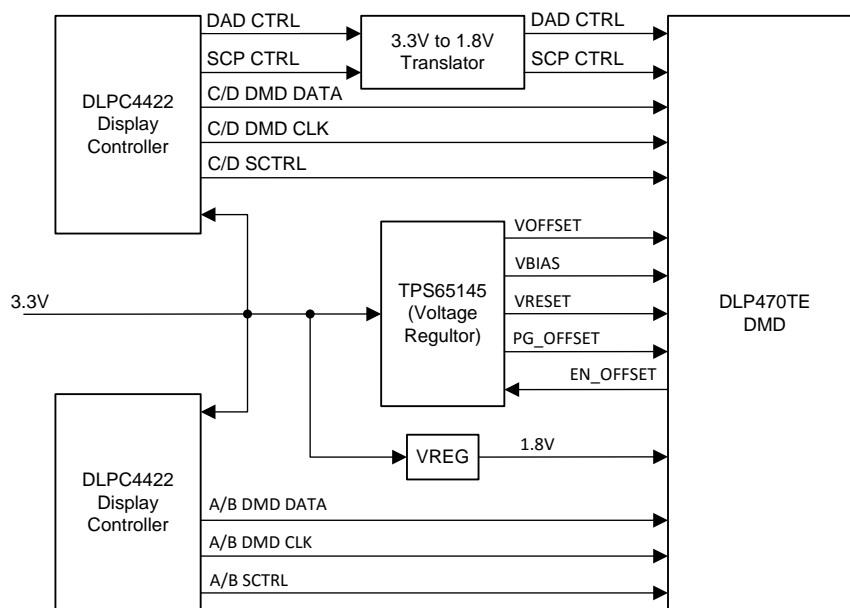 DAD CTRL
SCP CTRL
3.3V to 1.8V
Translator
DAD CTRL
SCP CTRL
DLPC4422
Display
Controller
C/D DMD DATA
C/D DMD CLK
C/D SCTRL
3.3V
TPS65145
(Voltage
Regultor)
VOFFSET
VBIAS
VRESET
PG_OFFSET
EN_OFFSET
DLP470TE
DMD
VREG
1.8V
DLPC4422
Display
Controller
A/B DMD DATA
A/B DMD CLK
A/B SCTRL